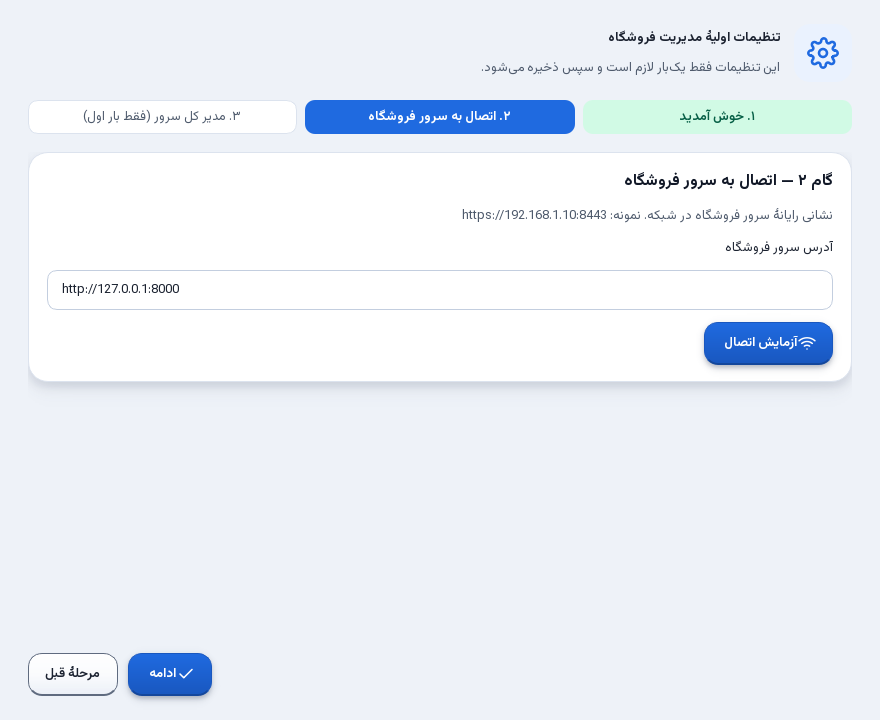 تنظیمات اولیهٔ مدیریت فروشگاه
این تنظیمات فقط یک‌بار لازم است و سپس ذخیره می‌شود.
۱. خوش آمدید
۲. اتصال به سرور فروشگاه
۳. مدیر کل سرور (فقط بار اول)
گام ۲ — اتصال به سرور فروشگاه
نشانی رایانهٔ سرور فروشگاه در شبکه. نمونه: https://192.168.1.10:8443
آدرس سرور فروشگاه
http://127.0.0.1:8000
آزمایش اتصال
ادامه
مرحلهٔ قبل